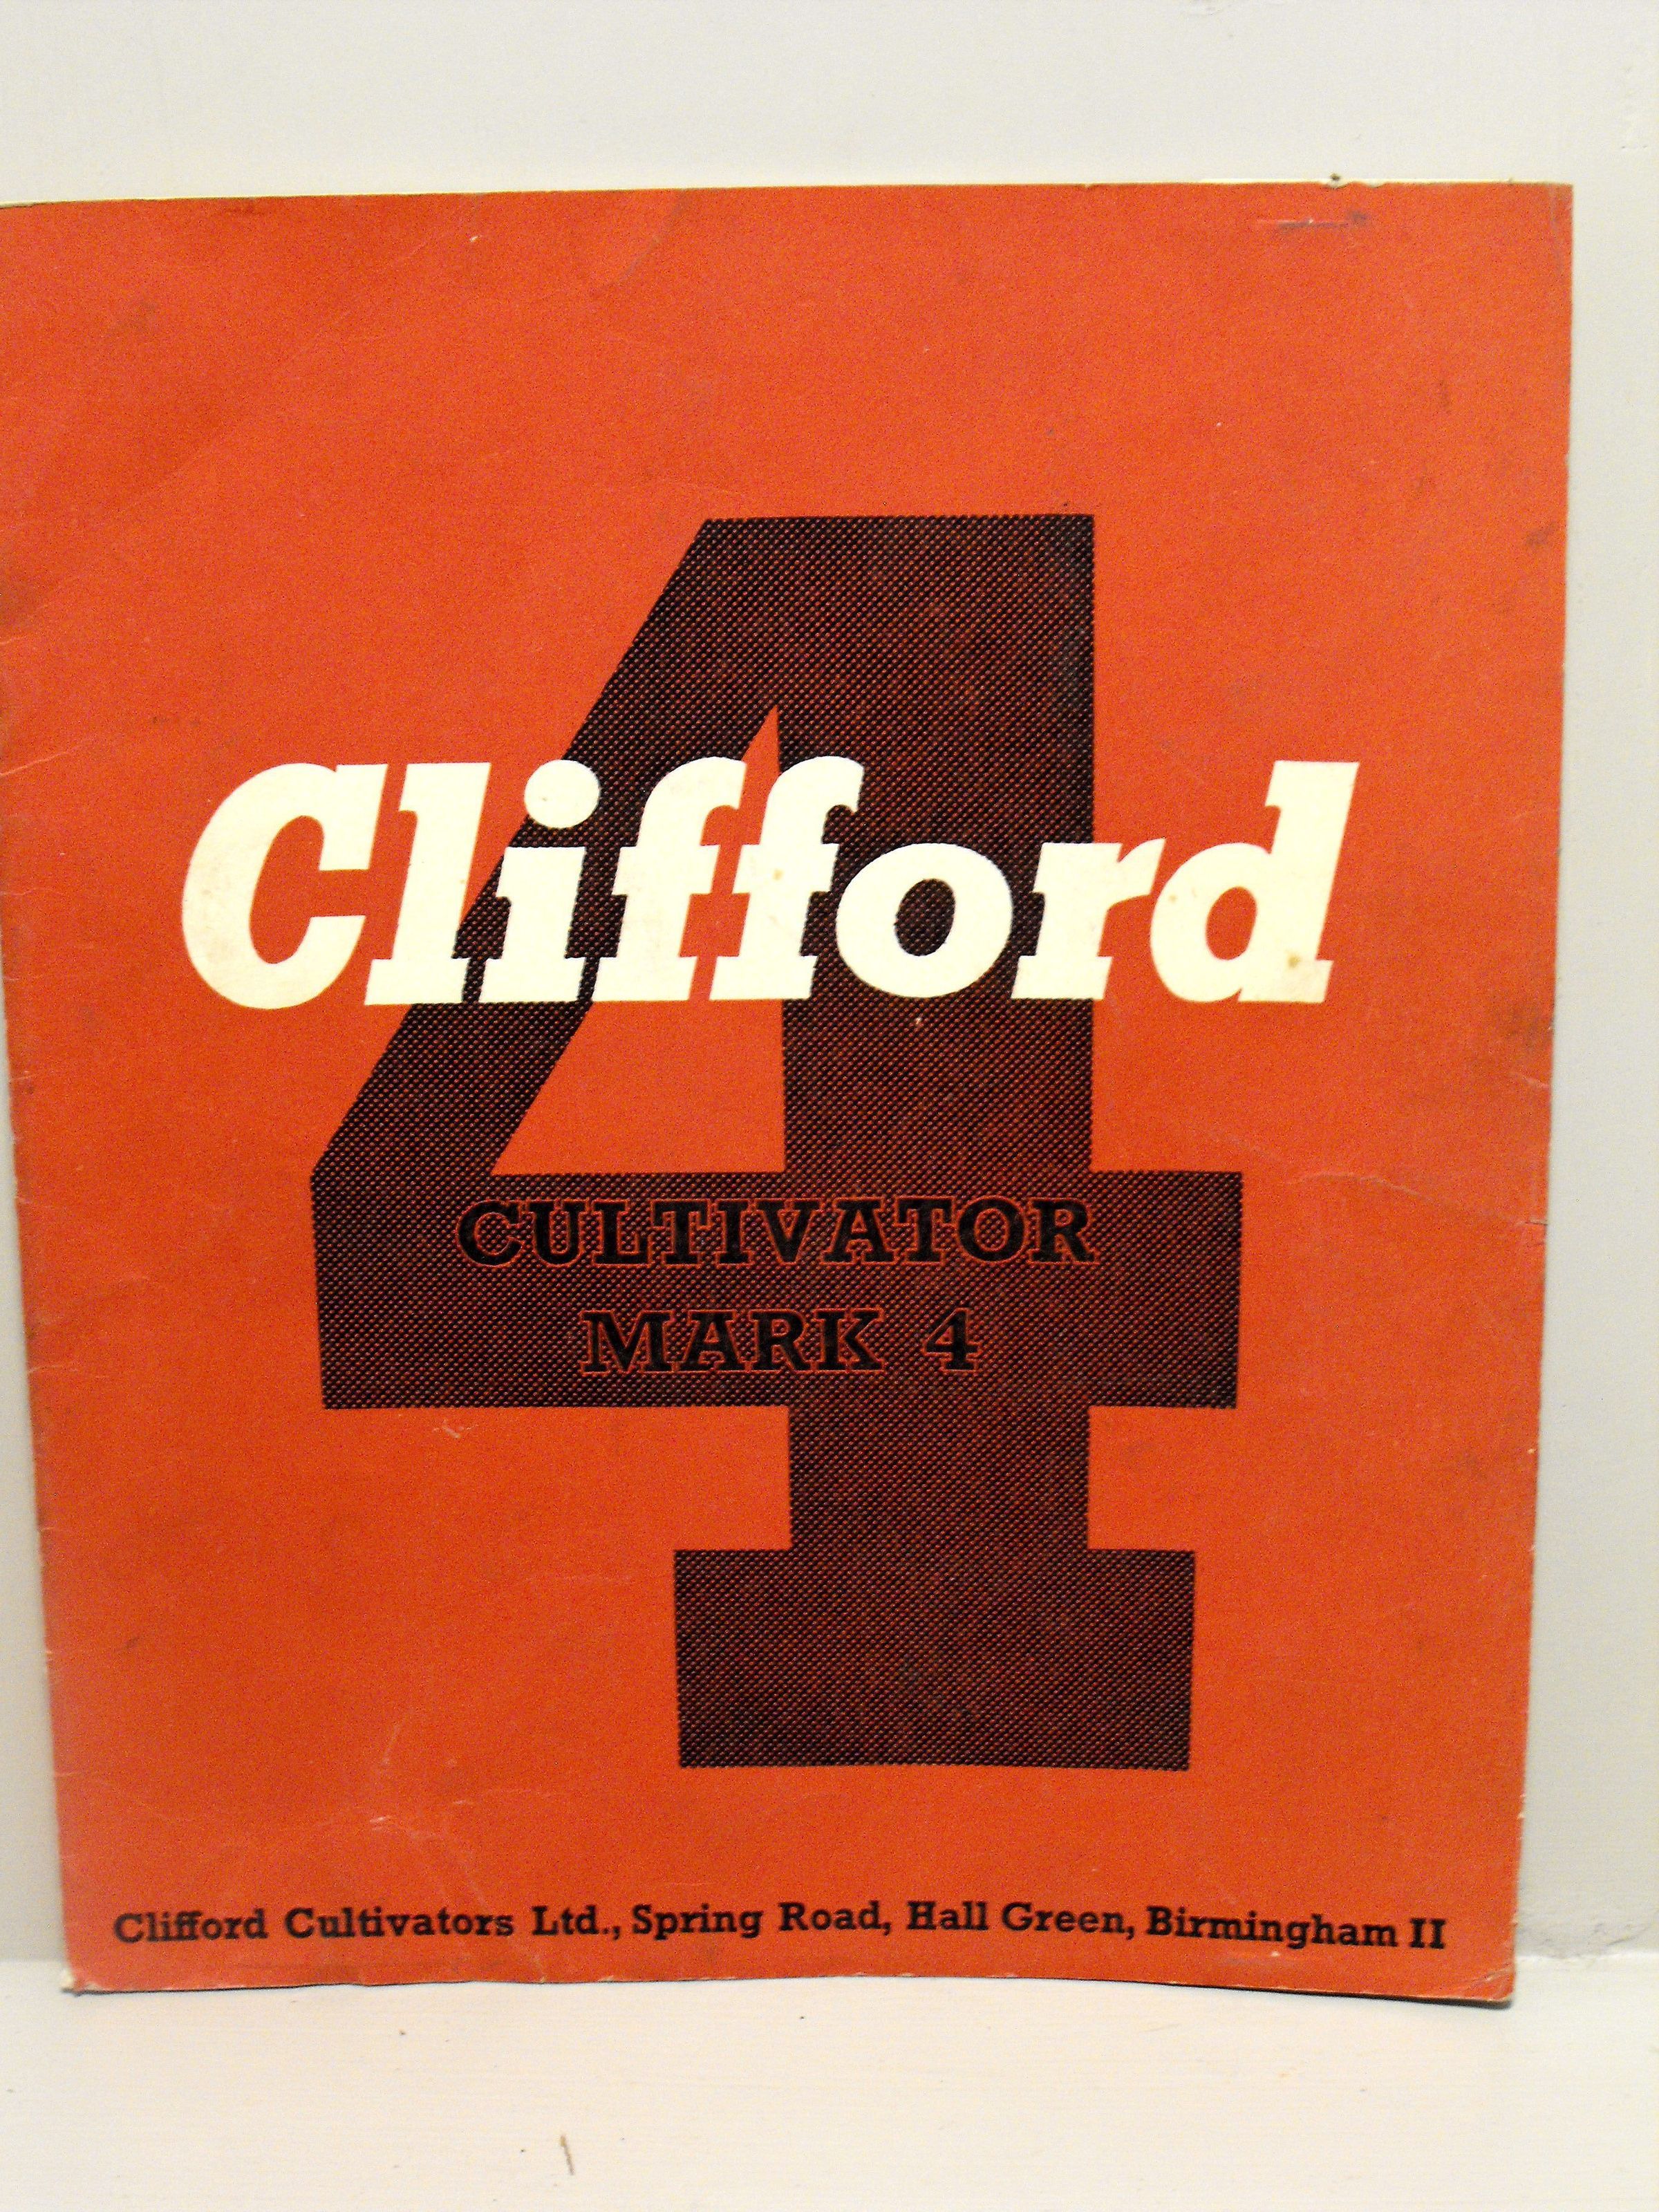 4
Clifford
CULTIVATOR
MARK 4
Clifford Cultivators Ltd., Spring Road, Hall Green, Birmingham II